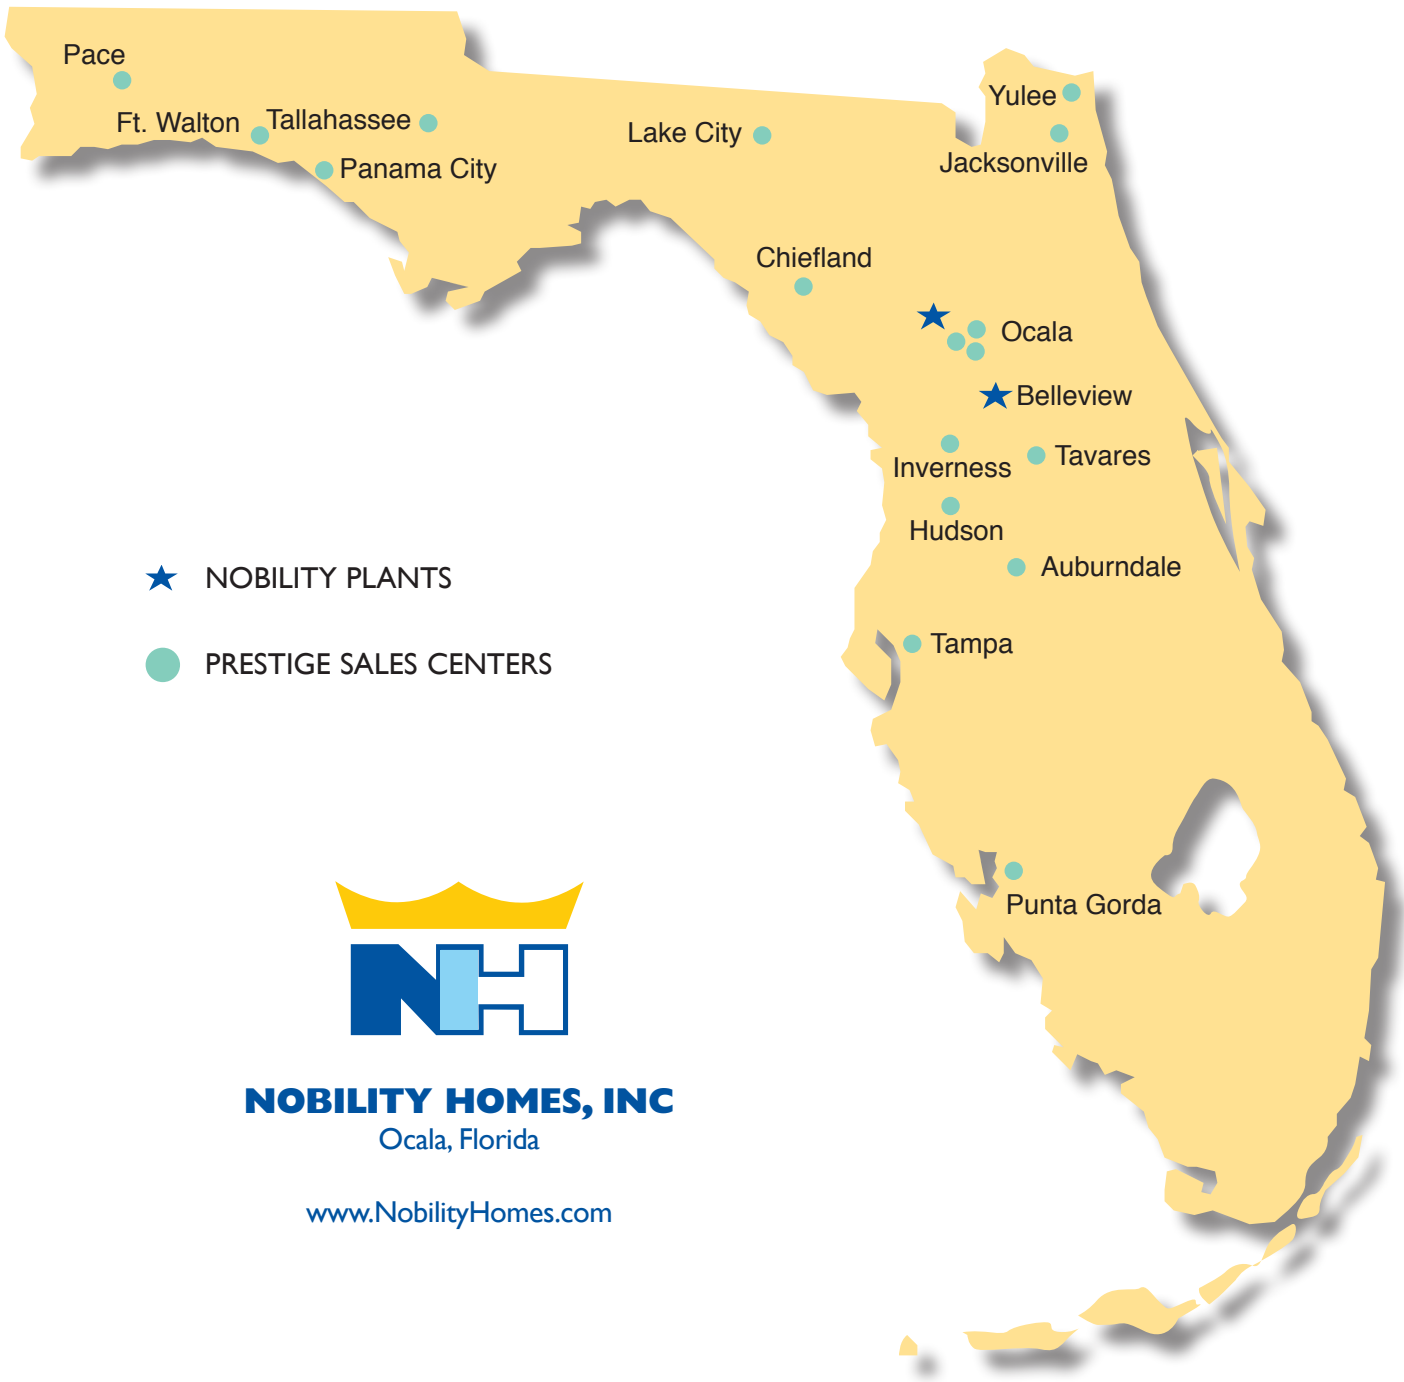 Pace
Yulee
Ft. Walton
Tallahassee
Lake City
Jacksonville
Panama City
Chiefland
Ocala
Belleview
Inverness
Tavares
Hudson
Auburndale
NOBILITY PLANTS
Tampa
PRESTIGE SALES CENTERS
Punta Gorda
NH
NOBILITY HOMES, INC
Ocala, Florida
www.NobilityHomes.com